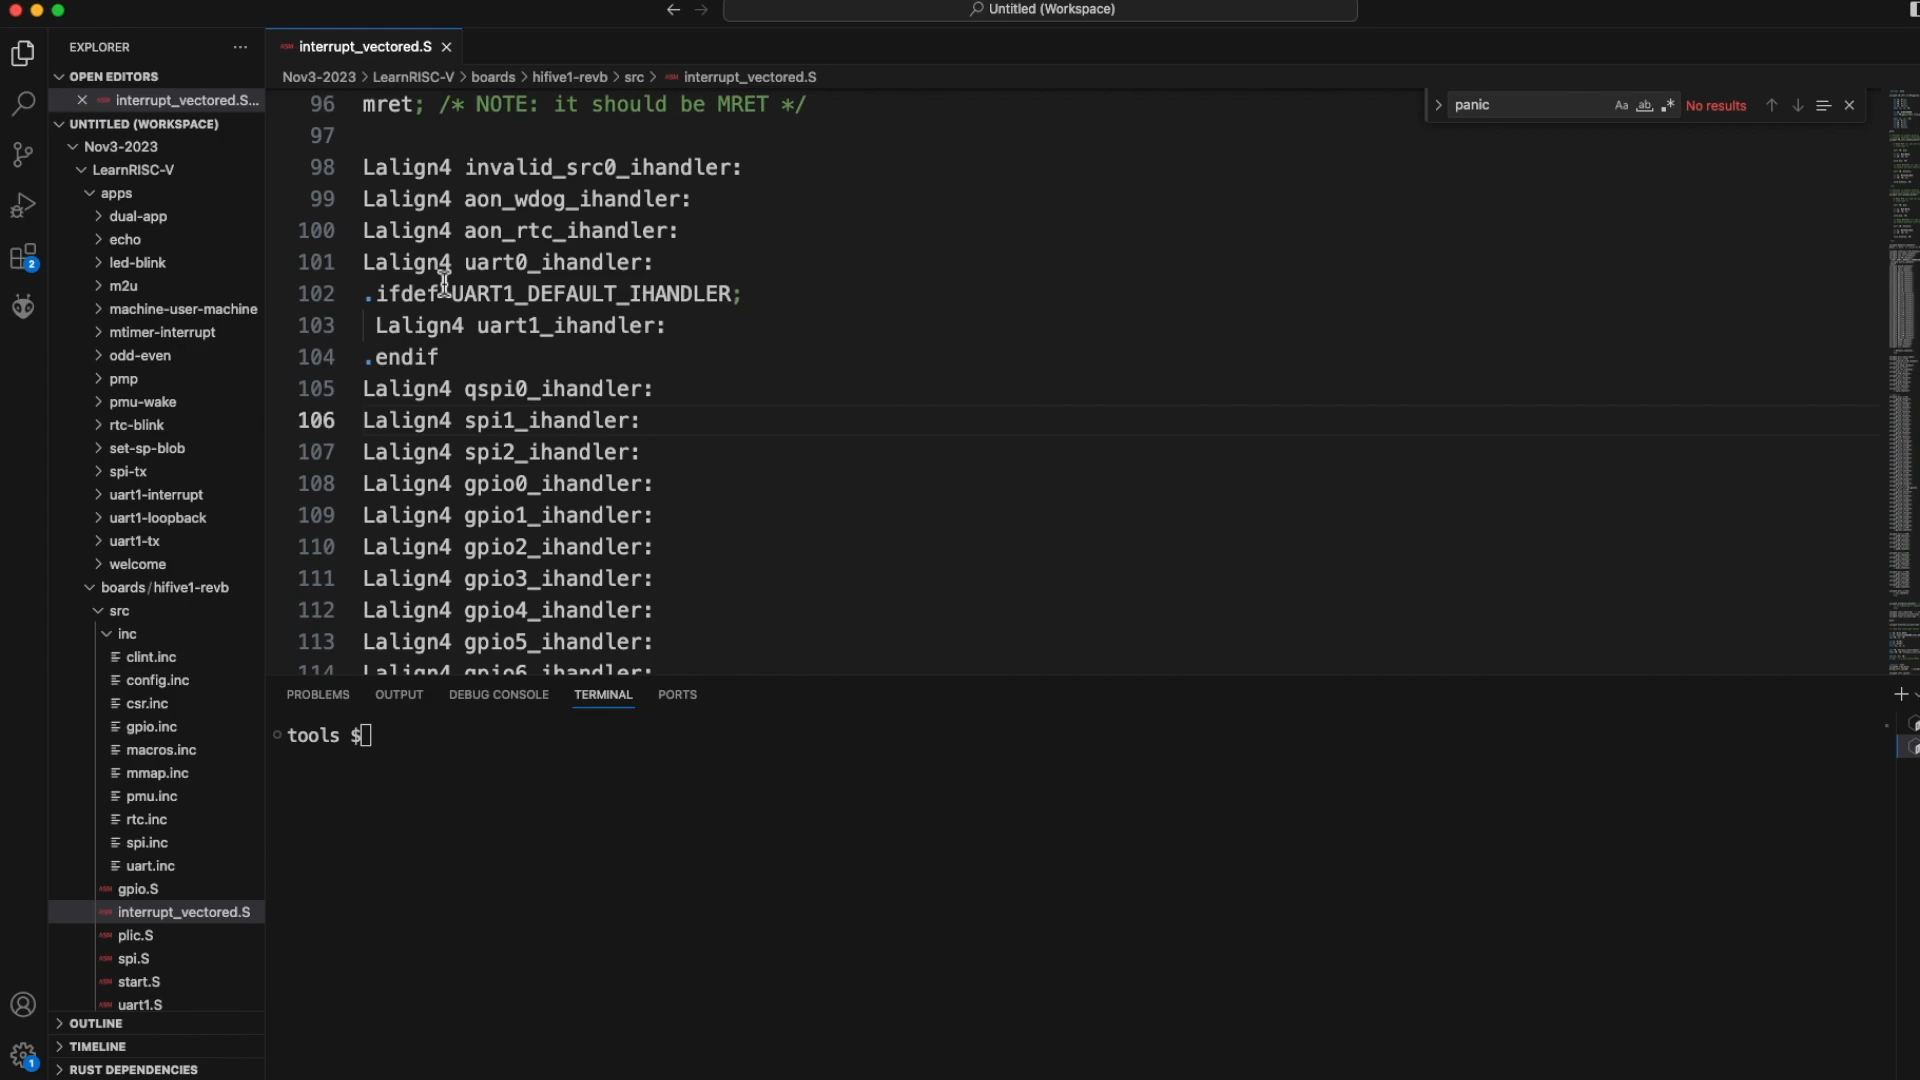 Untitled (Workspace)
EXPLORER
OPEN EDITORS
interrupt_vectored.S...
UNTITLED (WORKSPACE)
Nov3-2023
LearnRISC-V
apps
dual-app
echo
led-blink
m2u
machine-user-machine
mtimer-interrupt
odd-even
pmp
pmu-wake
rtc-blink
set-sp-blob
spi-tx
uart1-interrupt
uart1-loopback
uart1-tx
welcome
boards/hifive1-revb
src
inc
clint.inc
config.inc
csr.inc
gpio.inc
macros.inc
mmap.inc
pmu.inc
rtc.inc
spi.inc
uart.inc
gpio.S
interrupt_vectored.S
plic.S
spi.S
start.S
uart1.S
OUTLINE
TIMELINE
RUST DEPENDENCIES
2
1
interrupt_vectored.S
Nov3-2023 > LearnRISC-V > boards > hifive1-revb > src > interrupt_vectored.S
panic
Aa ab .*
No results
96 mret; /* NOTE: it should be MRET */
97
98 Lalign4 invalid_src0_ihandler:
99 Lalign4 aon_wdog_ihandler:
100 Lalign4 aon_rtc_ihandler:
101 Lalign4 uart0_ihandler:
102 .ifdef UART1_DEFAULT_IHANDLER;
103 Lalign4 uart1_ihandler:
104 .endif
105 Lalign4 qspi0_ihandler:
106 Lalign4 spi1_ihandler:
107 Lalign4 spi2_ihandler:
108 Lalign4 gpio0_ihandler:
109 Lalign4 gpio1_ihandler:
110 Lalign4 gpio2_ihandler:
111 Lalign4 gpio3_ihandler:
112 Lalign4 gpio4_ihandler:
113 Lalign4 gpio5_ihandler:
114 Lalign4 gpio6_ihandler:
PROBLEMS OUTPUT DEBUG CONSOLE TERMINAL PORTS
tools $